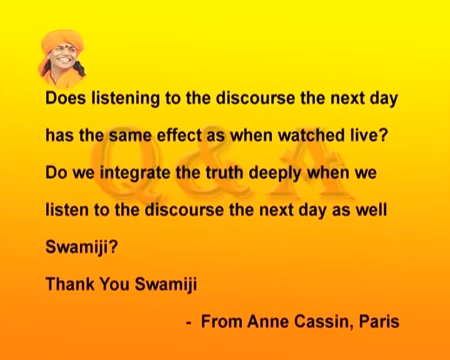 Does listening to the discourse the next day
has the same effect as when watched live?
Do we integrate the truth deeply when we
listen to the discourse the next day as well
Swamiji?
Thank You Swamiji
- From Anne Cassin, Paris
Q & A